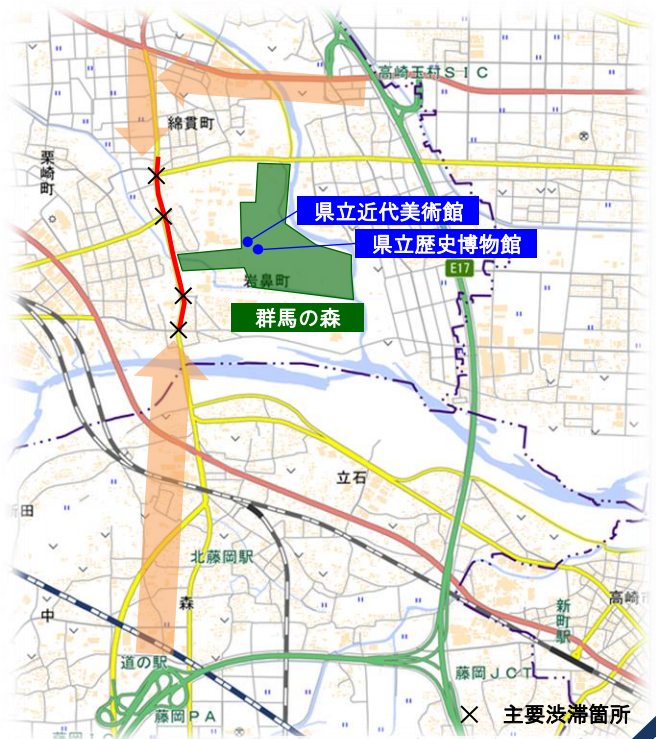 高崎玉村ＳＩＣ
綿貫町
栗崎町
県立近代美術館
県立歴史博物館
E17
岩鼻町
群馬の森
立石
新田
北藤岡駅
森
中
高崎
新町駅
道の駅
藤岡ＪＣＴ
藤岡ＰＡ
× 主要渋滞箇所